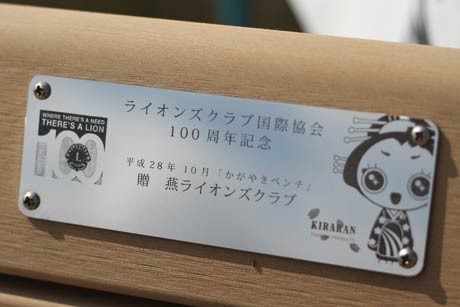 WHERE THERE'S A NEED
THERE'S A LION
100
L
ライオンズクラブ国際協会
100周年記念
平成28年 10月「かがやきベンチ」
贈 燕ライオンズクラブ
KIRARAN